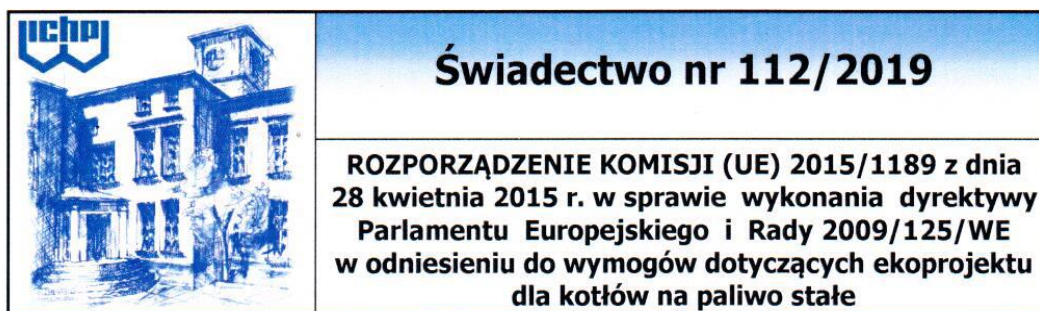 ichpw
Świadectwo nr 112/2019
ROZPORZĄDZENIE KOMISJI (UE) 2015/1189 z dnia
28 kwietnia 2015 r. w sprawie wykonania dyrektywy
Parlamentu Europejskiego i Rady 2009/125/WE
w odniesieniu do wymogów dotyczących ekoprojektu
dla kotłów na paliwo stałe